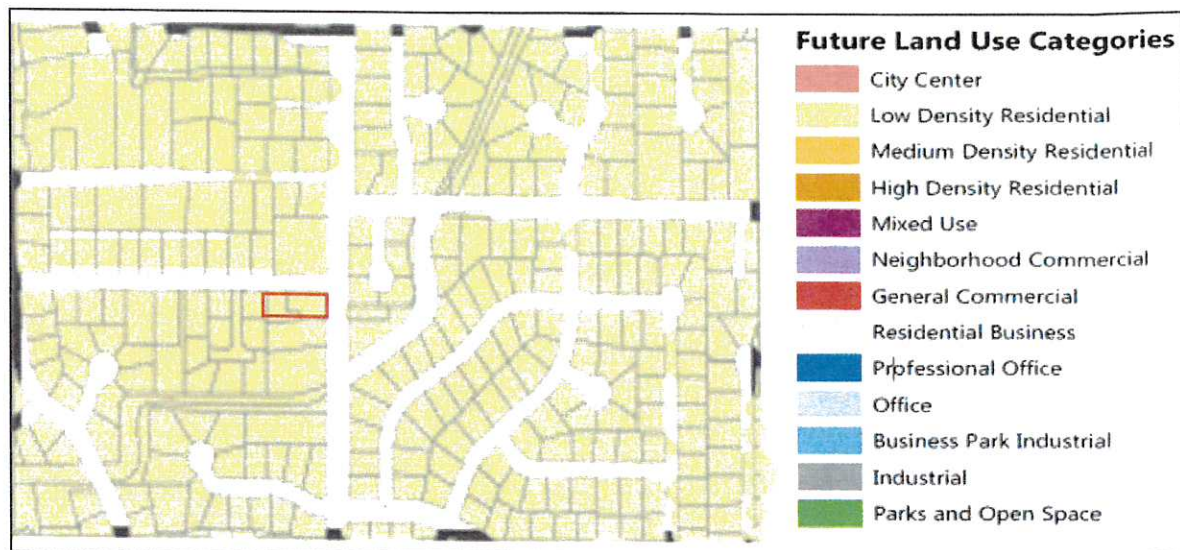 Future Land Use Categories
City Center
Low Density Residential
Medium Density Residential
High Density Residential
Mixed Use
Neighborhood Commercial
General Commercial
Residential Business
Professional Office
Office
Business Park Industrial
Industrial
Parks and Open Space